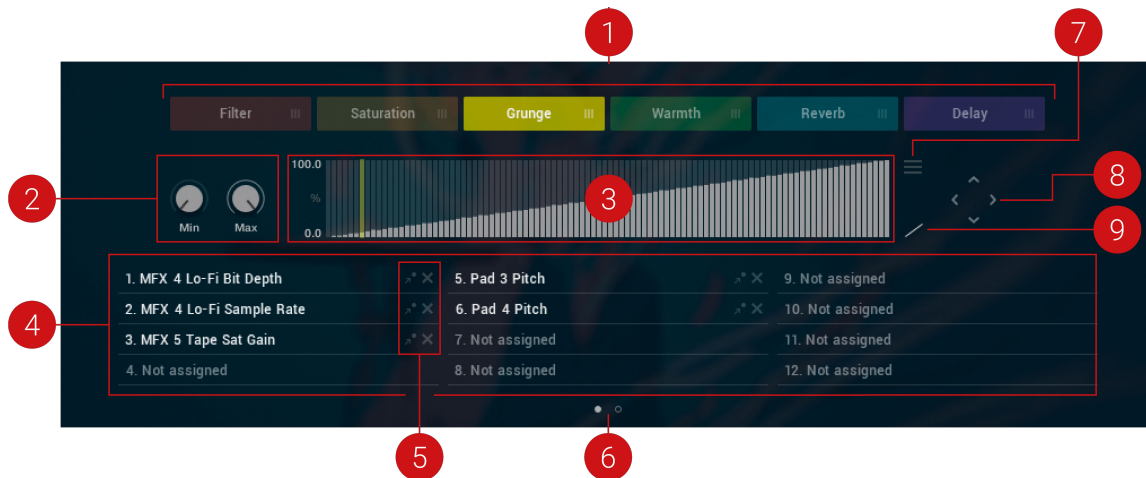 1
7
Filter
Saturation
Grunge
Warmth
Reverb
Delay
100.0
%
0.0
2
Min
Max
3
8
9
1. MFX 4 Lo-Fi Bit Depth
2. MFX 4 Lo-Fi Sample Rate
3. MFX 5 Tape Sat Gain
4. Not assigned
5. Pad 3 Pitch
6. Pad 4 Pitch
7. Not assigned
8. Not assigned
9. Not assigned
10. Not assigned
11. Not assigned
12. Not assigned
4
5
6